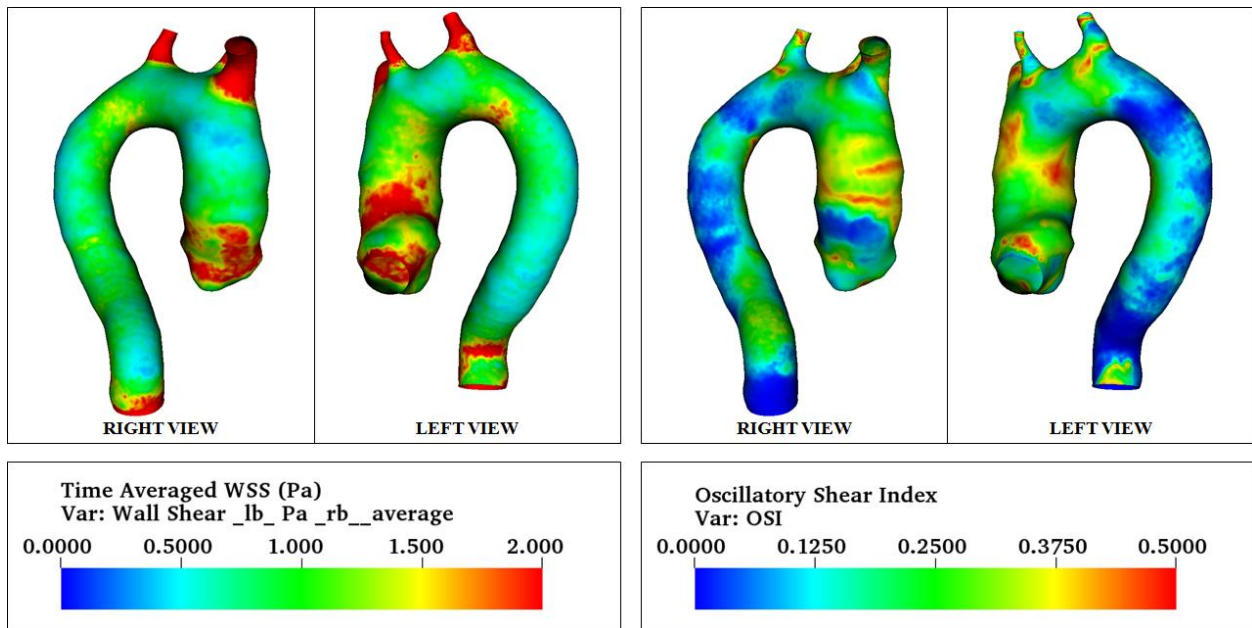 RIGHT VIEW
LEFT VIEW
RIGHT VIEW
LEFT VIEW
Time Averaged WSS (Pa)
Var: Wall Shear _lb_ Pa _rb__average
0.0000 0.5000 1.000 1.500 2.000
Oscillatory Shear Index
Var: OSI
0.0000 0.1250 0.2500 0.3750 0.5000